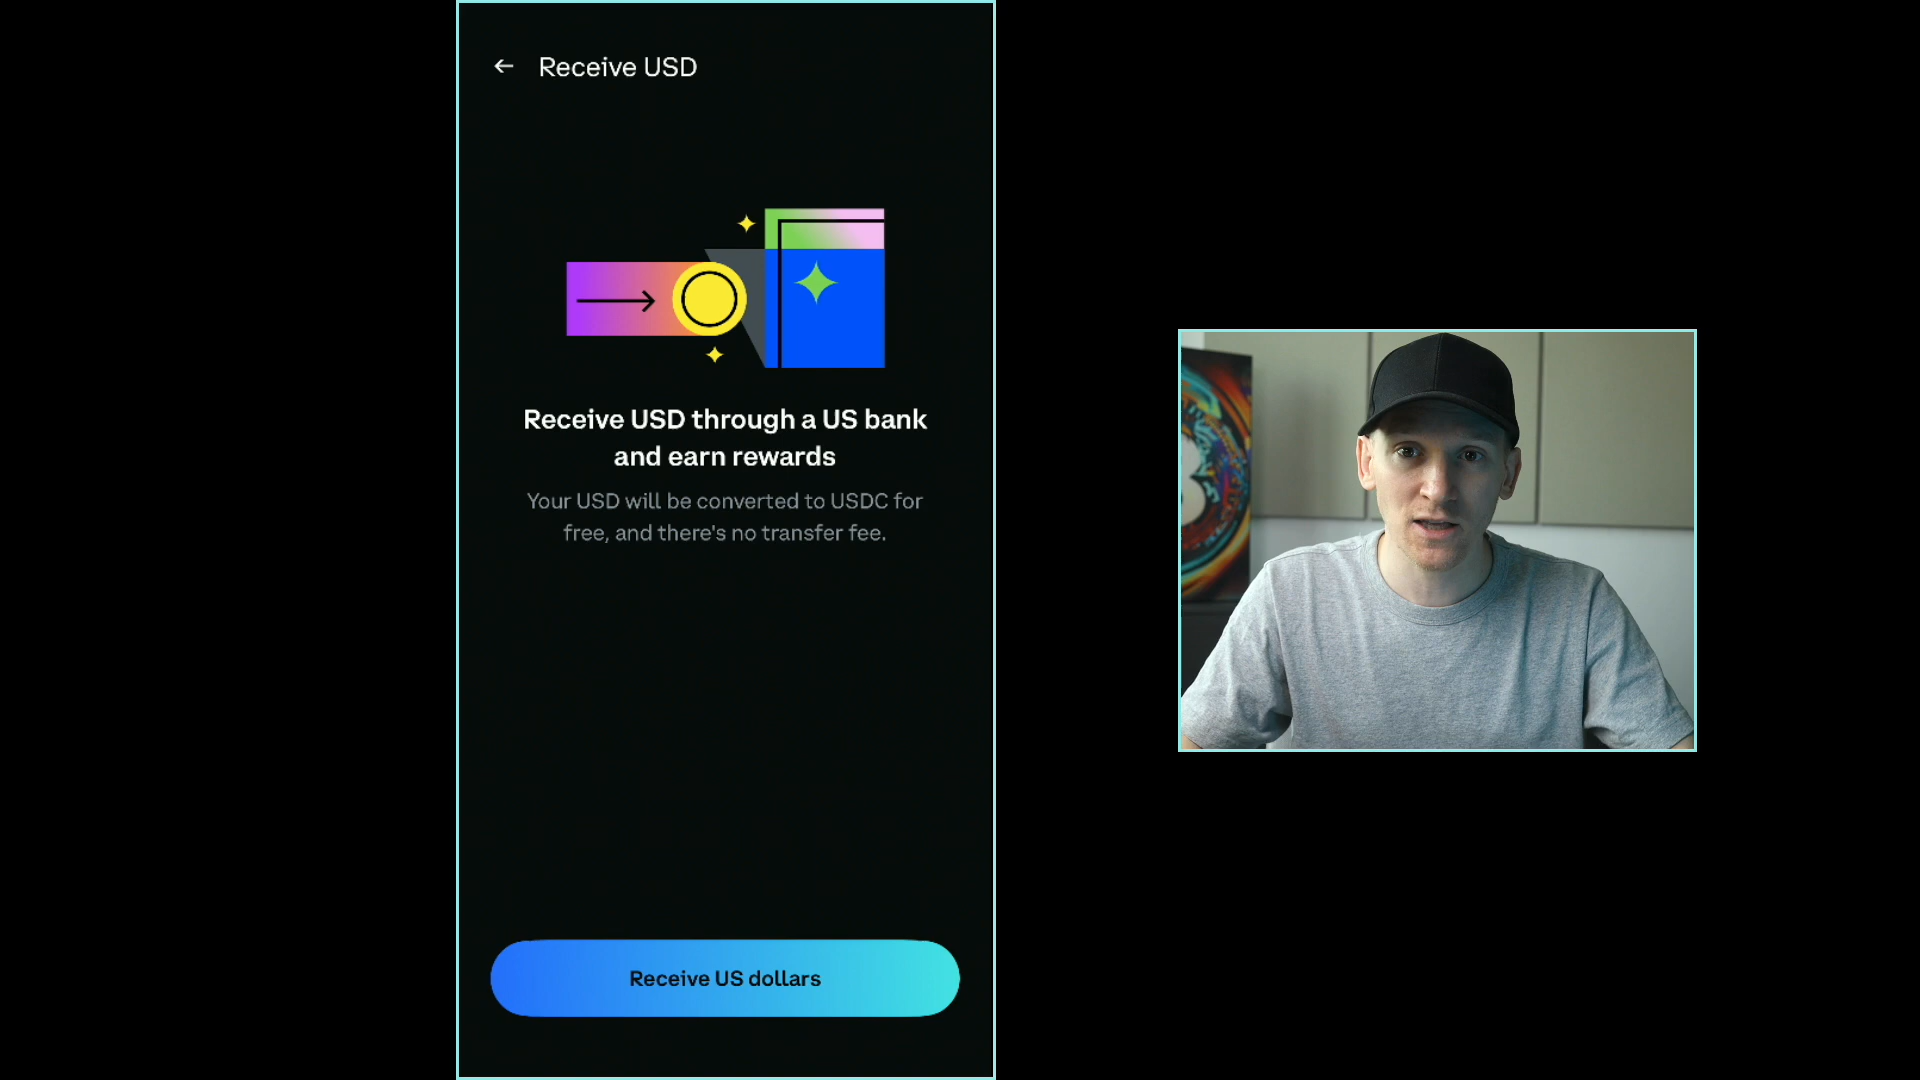 Receive USD
Receive USD through a US bank
and earn rewards
Your USD will be converted to USDC for
free, and there's no transfer fee.
Receive US dollars